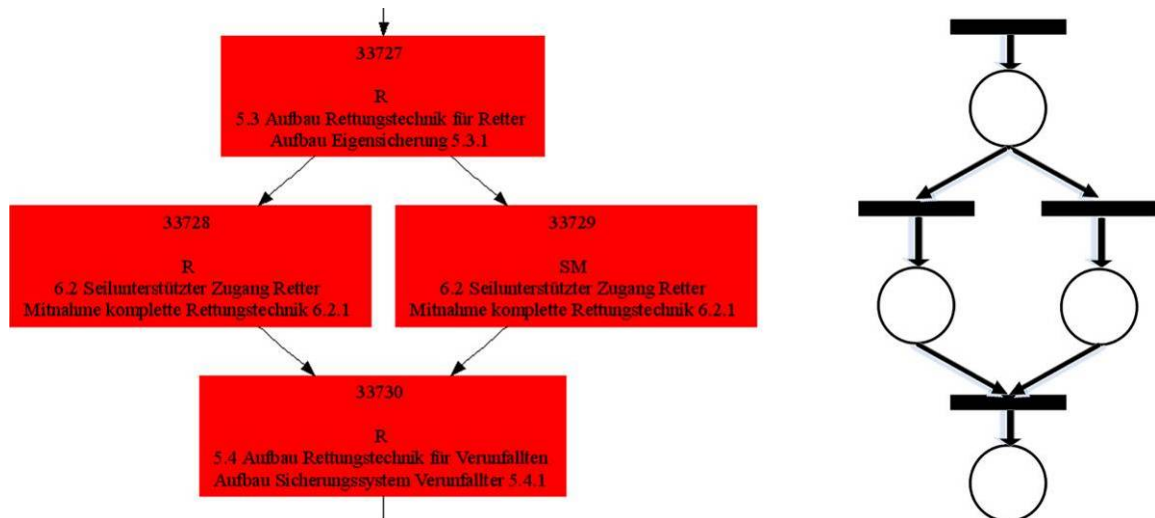 33727
R
5.3 Aufbau Rettungstechnik für Retter
Aufbau Eigensicherung 5.3.1
33728
R
6.2 Seilunterstützter Zugang Retter
Mitnahme komplette Rettungstechnik 6.2.1
33729
SM
6.2 Seilunterstützter Zugang Retter
Mitnahme komplette Rettungstechnik 6.2.1
33730
R
5.4 Aufbau Rettungstechnik für Verunfallten
Aufbau Sicherungssystem Verunfallter 5.4.1